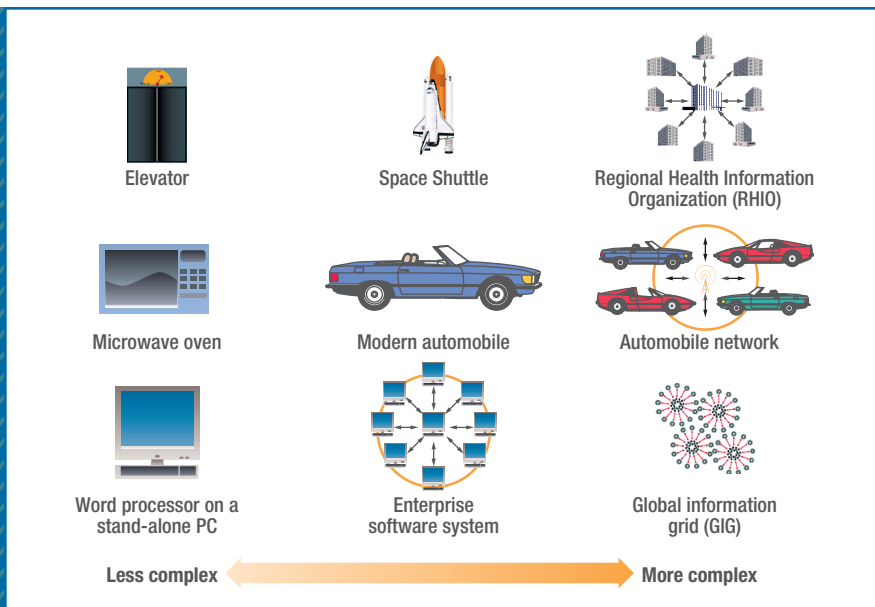 Elevator
Space Shuttle
Regional Health Information
Organization (RHIO)
Microwave oven
Modern automobile
Automobile network
Word processor on a
stand-alone PC
Enterprise
software system
Global information
grid (GIG)
Less complex
More complex